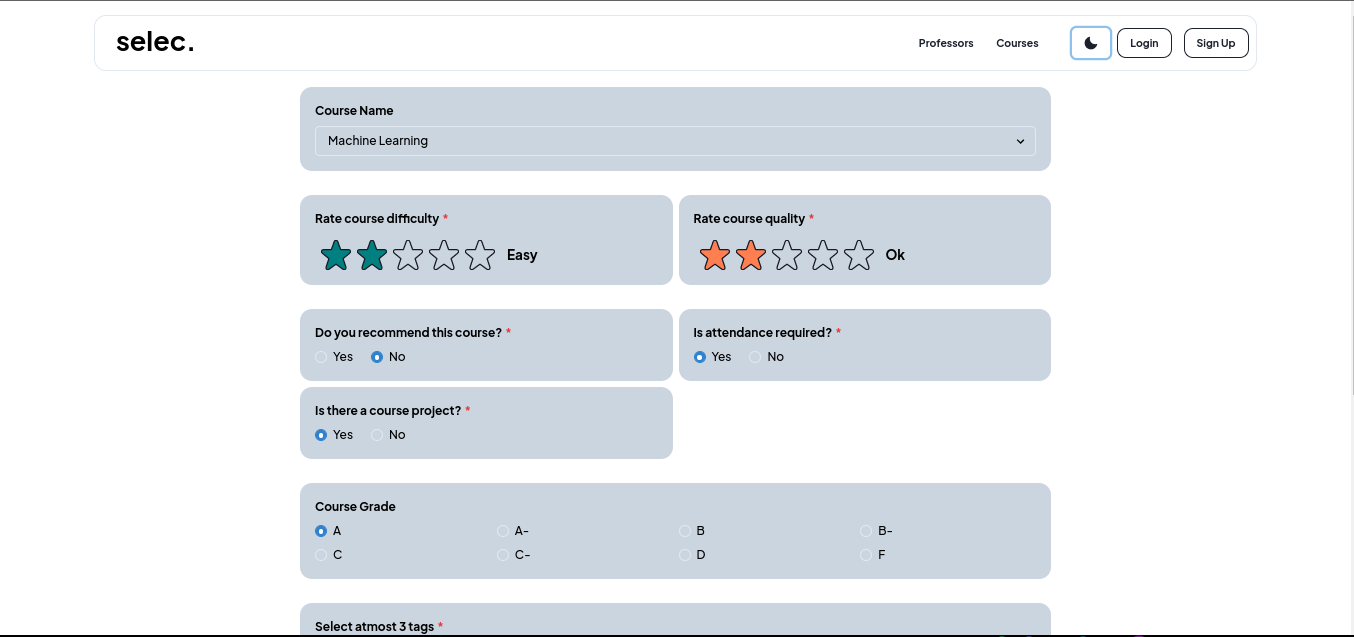 selec.
Professors Courses Login Sign Up
Course Name
Machine Learning
Rate course difficulty *
Easy
Rate course quality *
Ok
Do you recommend this course? *
Yes No
Is attendance required? *
Yes No
Is there a course project? *
Yes No
Course Grade
A A- B B-
C C- D F
Select atmost 3 tags *